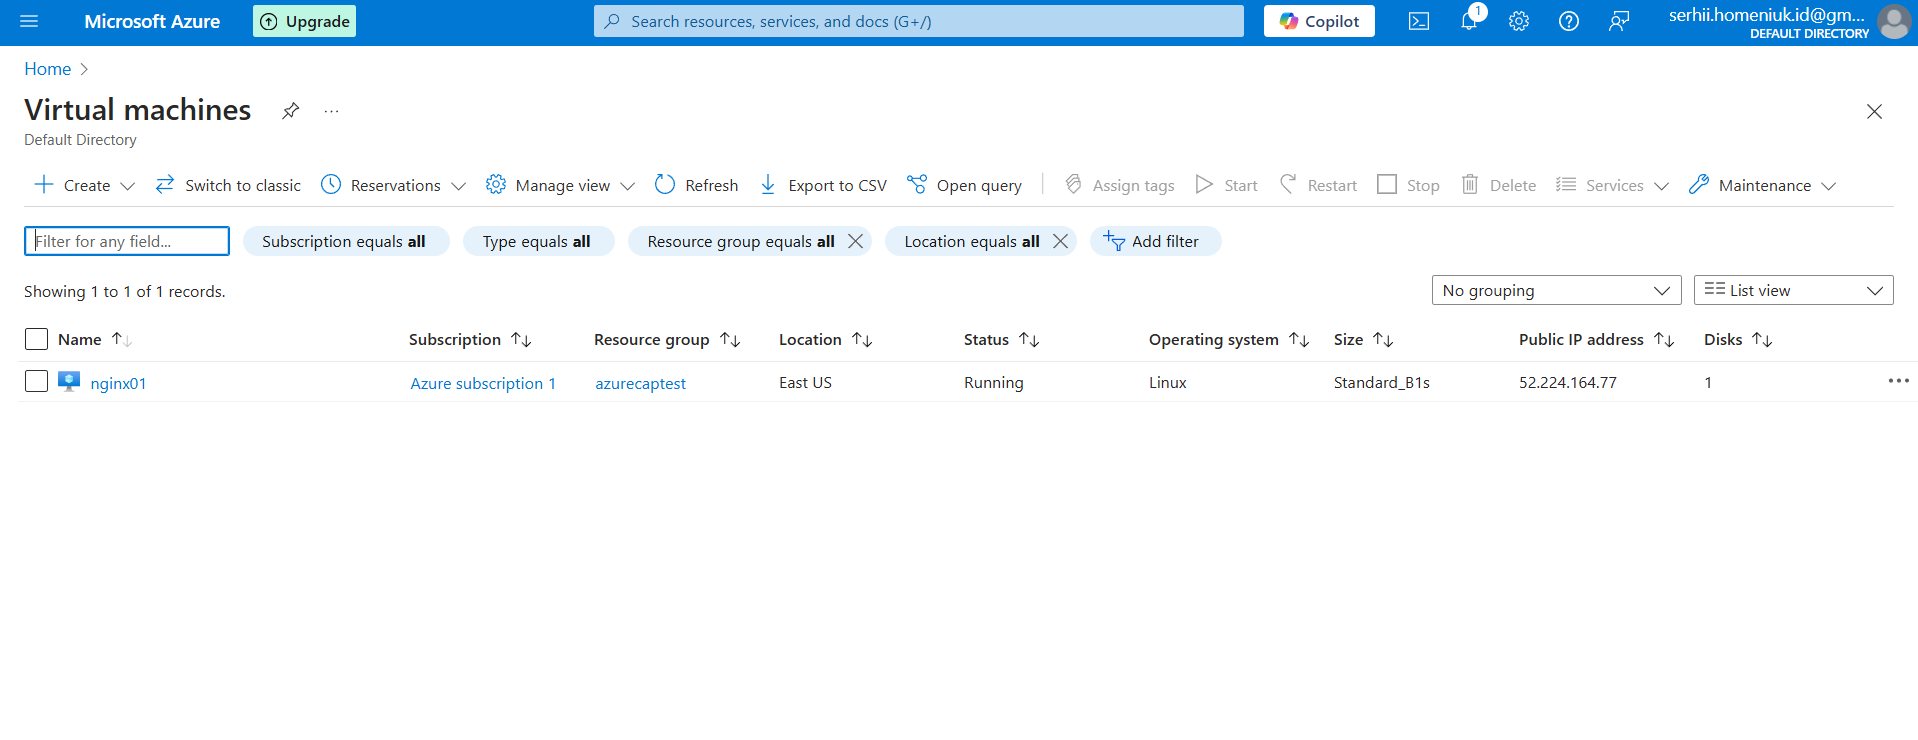 Microsoft Azure Upgrade Search resources, services, and docs (G+/) Copilot 1 serhii.homeniuk.id@gm...
DEFAULT DIRECTORY
Home
Virtual machines ...
Default Directory
Create Switch to classic Reservations Manage view Refresh Export to CSV Open query Assign tags Start Restart Stop Delete Services Maintenance
Filter for any field... Subscription equals all Type equals all Resource group equals all Location equals all Add filter
Showing 1 to 1 of 1 records. No grouping List view
Name Subscription Resource group Location Status Operating system Size Public IP address Disks
nginx01 Azure subscription 1 azurecaptest East US Running Linux Standard_B1s 52.224.164.77 1 ...